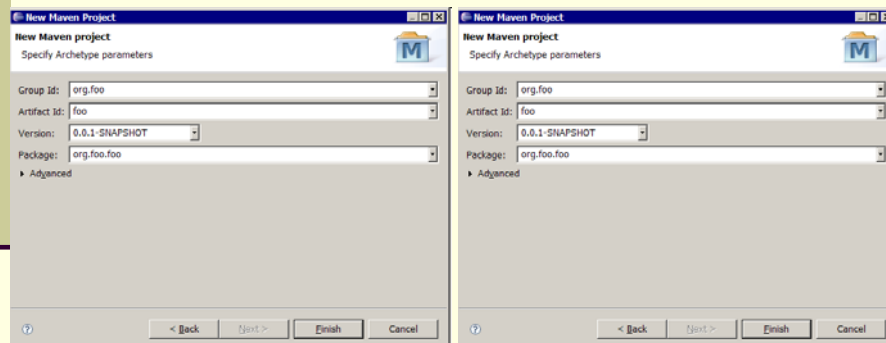 New Maven Project
New Maven project
Specify Archetype parameters
M
Group Id: org.foo
Artifact Id: foo
Version: 0.0.1-SNAPSHOT
Package: org.foo.foo
Advanced
? < Back Next > Finish Cancel
New Maven Project
New Maven project
Specify Archetype parameters
M
Group Id: org.foo
Artifact Id: foo
Version: 0.0.1-SNAPSHOT
Package: org.foo.foo
Advanced
? < Back Next > Finish Cancel